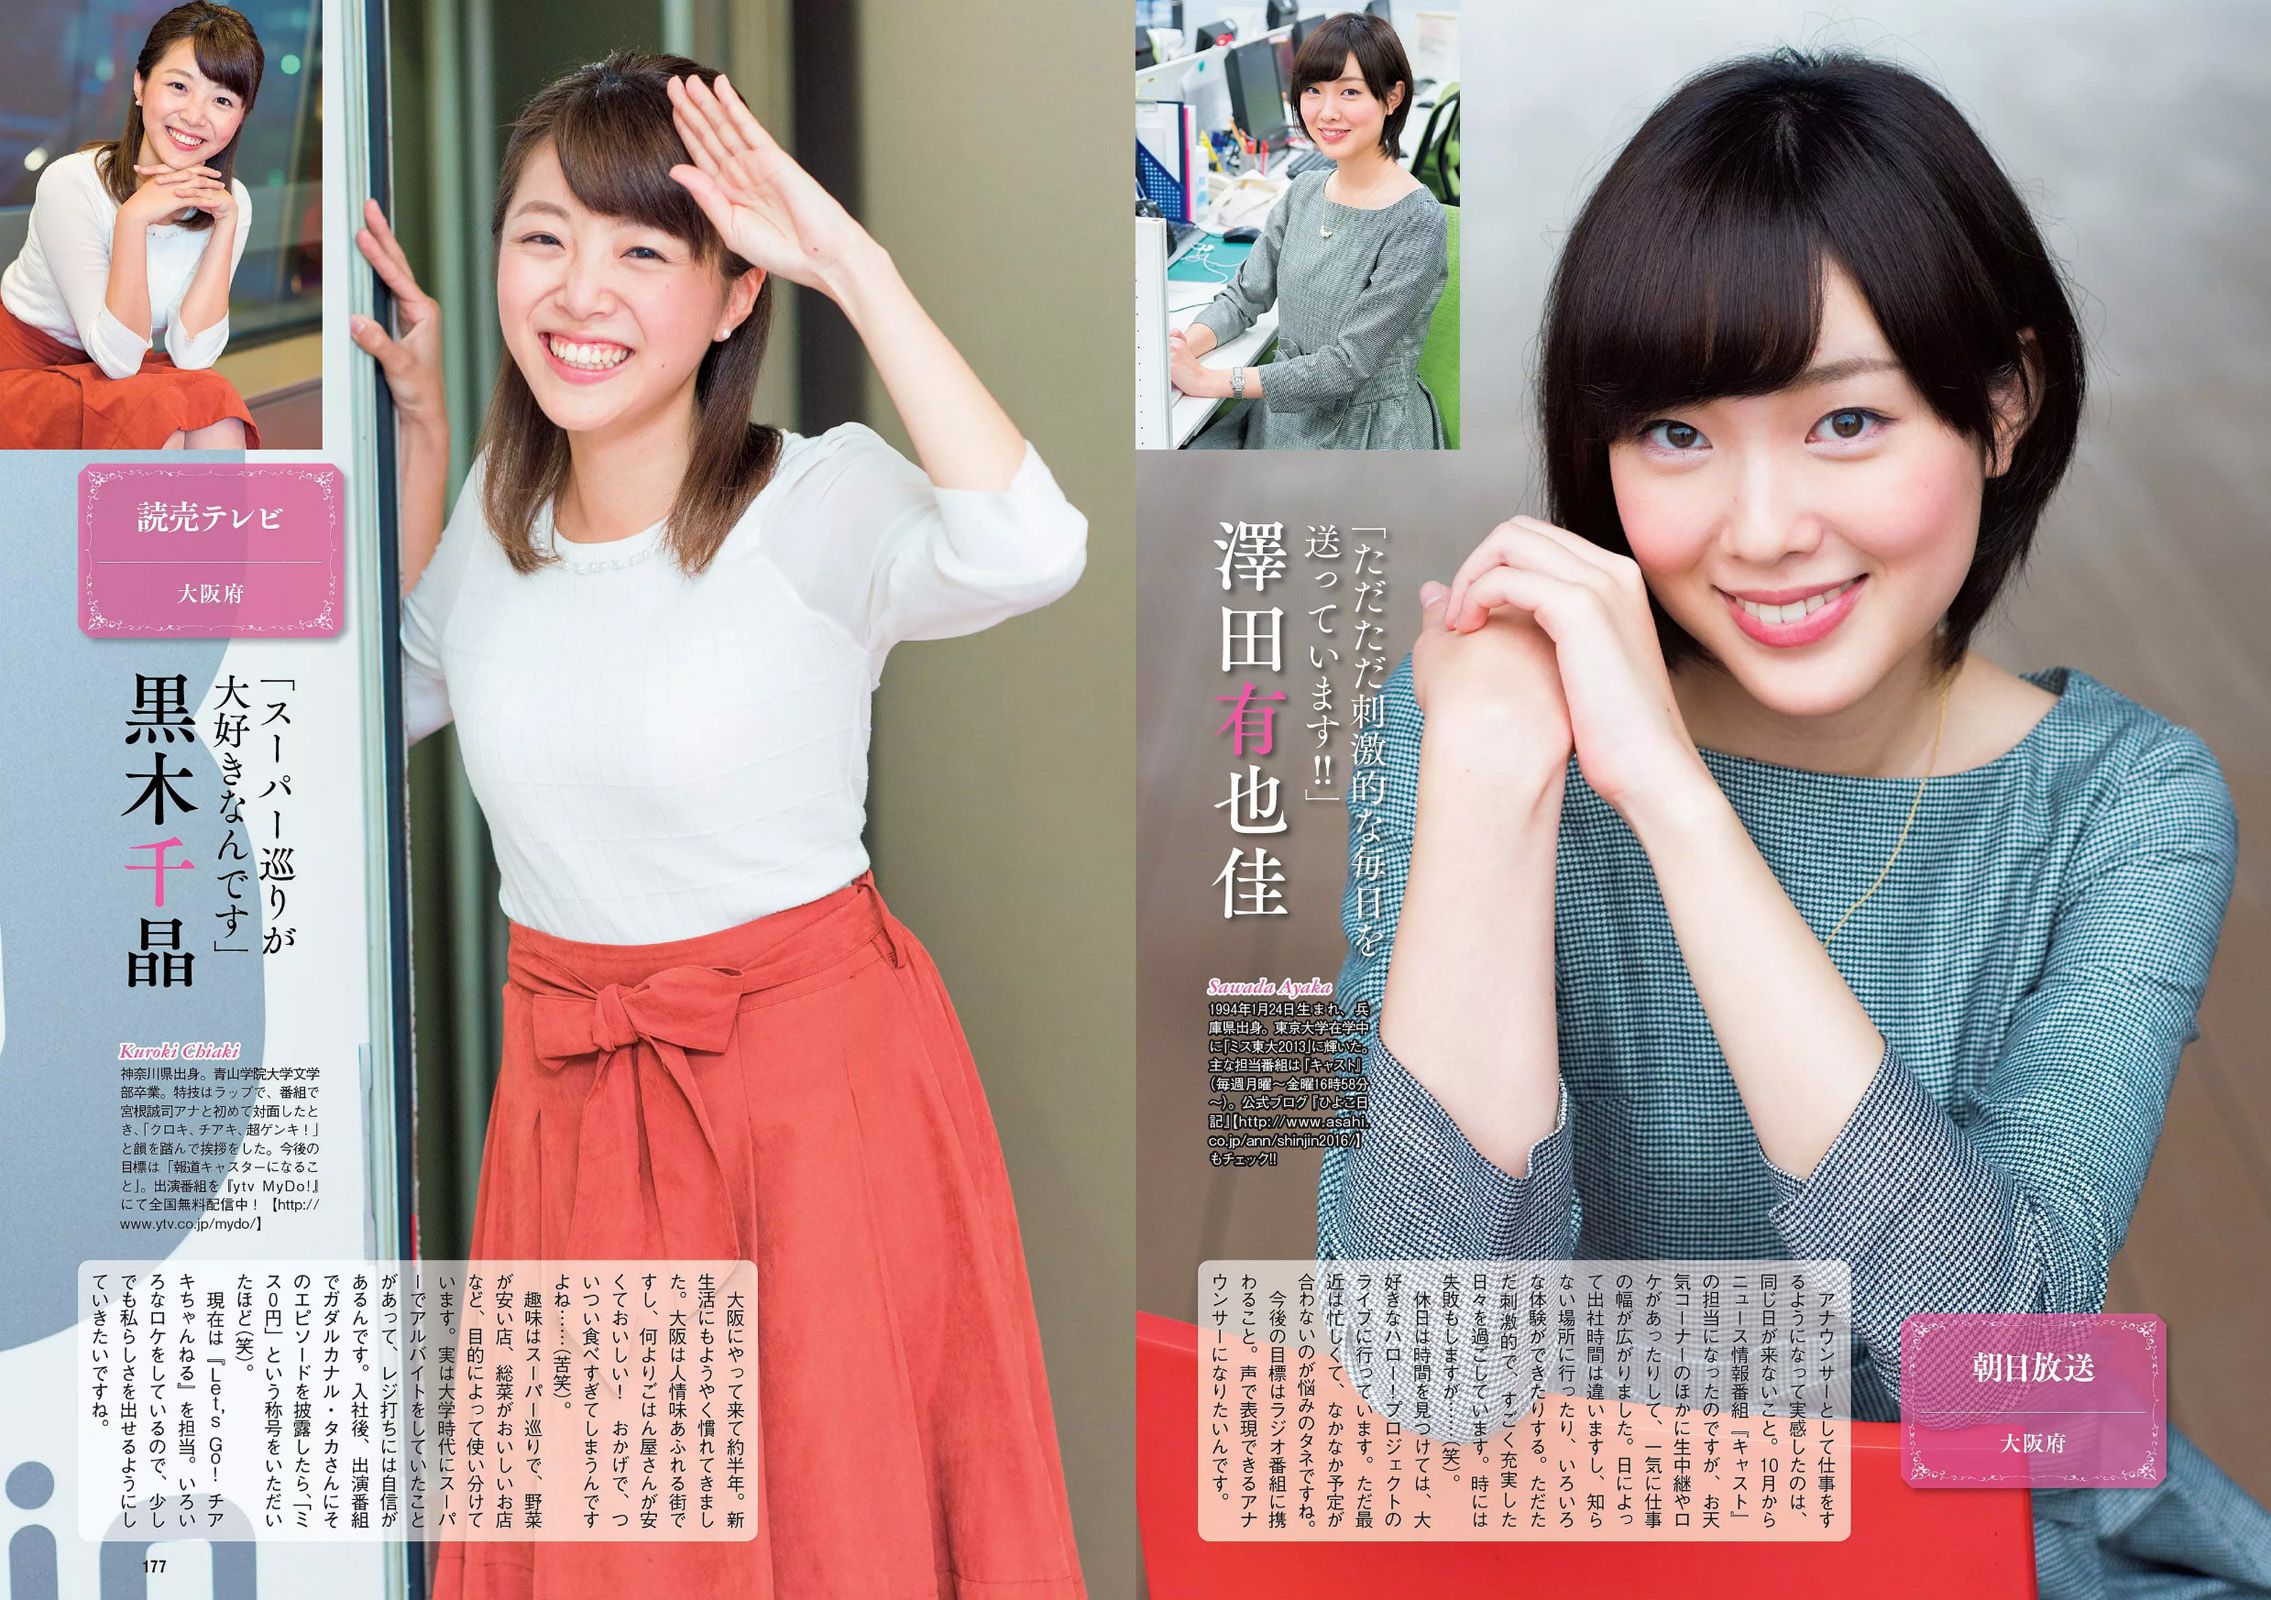 「ただただ刺激的な毎日を
送っています!!」
澤田有也佳
Sawada Ayaka
1994年1月24日生まれ、兵
庫県出身。東京大学在学中
に「ミス東大2013」に輝いた。
主な担当番組は『キャスト』
(毎週月曜〜金曜16時58分
〜)。公式ブログ『ひよこ日
記』【http://www.asahi.
co.jp/ann/shinjin2016/】
もチェック!!
アナウンサーとして仕事をす
るようになって実感したのは、
同じ日が来ないこと。10月から
ニュース情報番組『キャスト』
の担当になったのですが、お天
気コーナーのほかに生中継やロ
ケがあったりして、一気に仕事
の幅が広がりました。日によっ
て出社時間は違いますし、知ら
ない場所に行ったり、いろいろ
な体験ができたりする。ただた
だ刺激的で、すごく充実した
日々を過ごしています。時には
失敗もしますが……(笑)。
休日は時間を見つけては、大
好きなハロー!プロジェクトの
ライブに行っています。ただ最
近は忙しくて、なかなか予定が
合わないのが悩みのタネですね。
今後の目標はラジオ番組に携
わること。声で表現できるアナ
ウンサーになりたいんです。
朝日放送
大阪府
読売テレビ
大阪府
「スーパー巡りが
大好きなんです」
黒木千晶
Kuroki Chiaki
神奈川県出身。青山学院大学文学
部卒業。特技はラップで、番組で
宮根誠司アナと初めて対面したと
き、「クロキ、チアキ、超ゲンキ!」
と韻を踏んで挨拶をした。今後の
目標は「報道キャスターになるこ
と」。出演番組を『ytv MyDo!』
にて全国無料配信中!【http://
www.ytv.co.jp/mydo/】
大阪にやって来て約半年。新
生活にもようやく慣れてきまし
た。大阪は人情味あふれる街で
すし、何よりごはん屋さんが安
くておいしい! おかげで、つ
いつい食べすぎてしまうんです
よね……(苦笑)。
趣味はスーパー巡りで、野菜
が安い店、総菜がおいしいお店
など、目的によって使い分けて
います。実は大学時代にスーパ
ーでアルバイトをしていたこと
があって、レジ打ちには自信が
あるんです。入社後、出演番組
でガダルカナル・タカさんにそ
のエピソードを披露したら、「ミ
ス0円」という称号をいただい
たほど(笑)。
現在は『Let's Go! チア
キちゃんねる』を担当。いろい
ろなロケをしているので、少し
でも私らしさを出せるようにし
ていきたいですね。
177
in